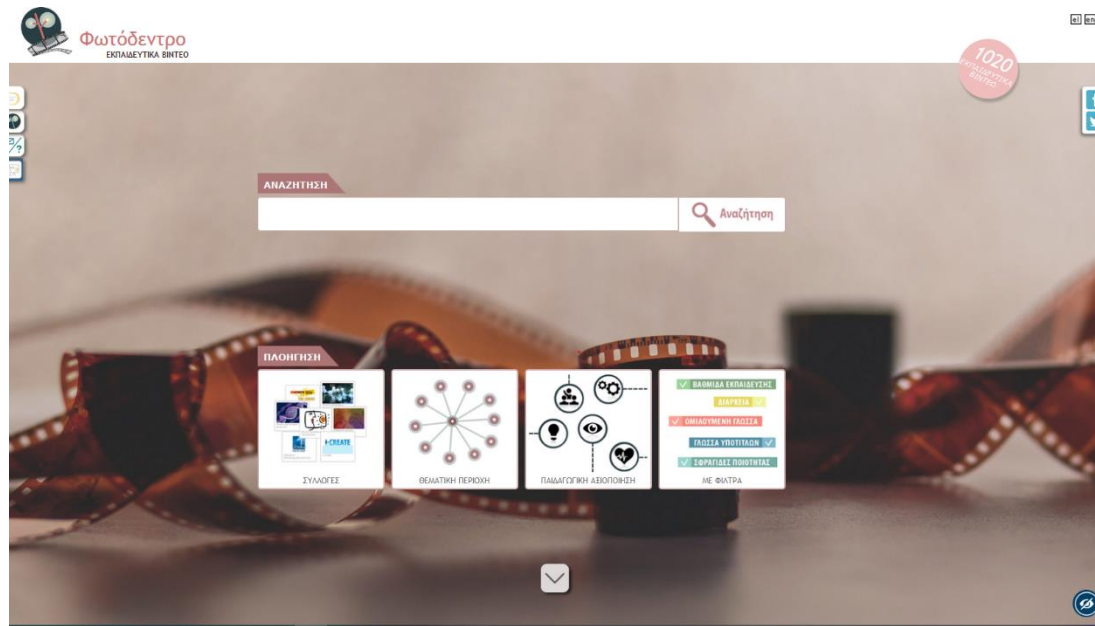 Φωτόδεντρο
ΕΚΠΑΙΔΕΥΤΙΚΑ ΒΙΝΤΕΟ
el en
1020
ΕΚΠΑΙΔΕΥΤΙΚΑ
ΒΙΝΤΕΟ
ΑΝΑΖΗΤΗΣΗ
Αναζήτηση
ΠΛΟΗΓΗΣΗ
I-CREATE
ΒΑΘΜΙΔΑ ΕΚΠΑΙΔΕΥΣΗΣ
ΔΙΑΡΚΕΙΑ
ΟΜΙΛΟΥΜΕΝΗ ΓΛΩΣΣΑ
ΓΛΩΣΣΑ ΥΠΟΤΙΤΛΩΝ
ΣΦΡΑΓΙΔΕΣ ΠΟΙΟΤΗΤΑΣ
ΣΥΛΛΟΓΕΣ
ΘΕΜΑΤΙΚΗ ΠΕΡΙΟΧΗ
ΠΑΙΔΑΓΩΓΙΚΗ ΑΞΙΟΠΟΙΗΣΗ
ΜΕ ΦΙΛΤΡΑ